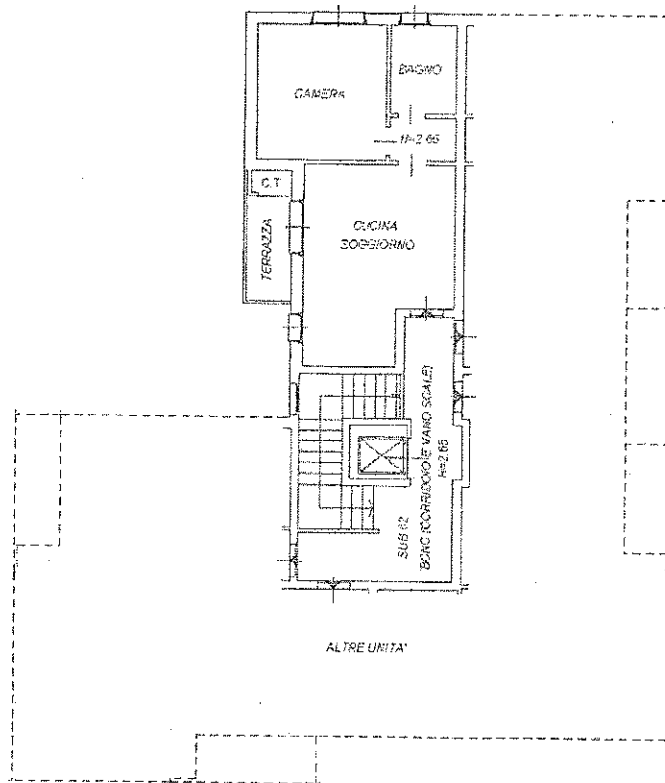 CAMERA
BAGNO
H=2.65
C.T
TERRAZZA
CUCINA
SOGGIORNO
SUB 62
BCNC (CORRIDOIO E VANO SCALE)
H=2.65
ALTRE UNITA'